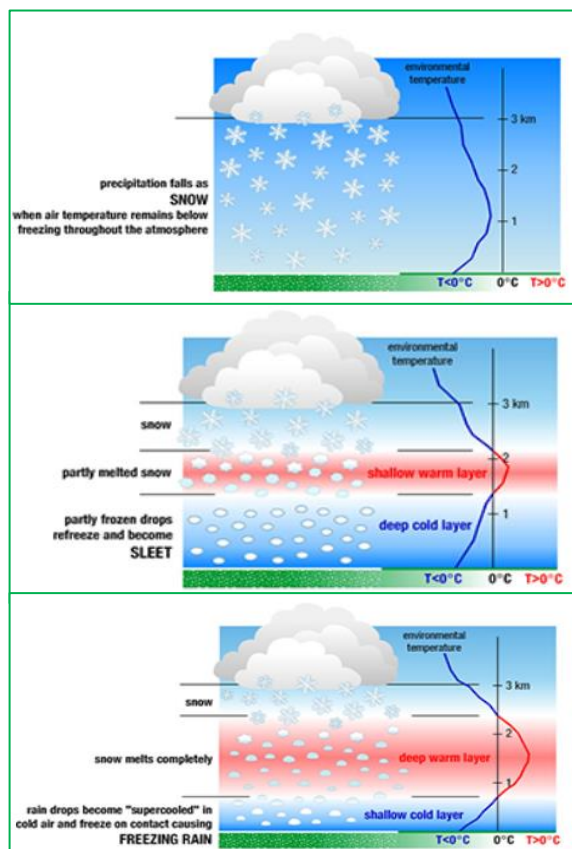 environmental
temperature
3 km
2
precipitation falls as
SNOW
when air temperature remains below
freezing throughout the atmosphere
1
T<0°C 0°C T>0°C
environmental
temperature
3 km
snow
2
partly melted snow
shallow warm layer
partly frozen drops
refreeze and become
SLEET
1
deep cold layer
T<0°C 0°C T>0°C
environmental
temperature
3 km
snow
2
snow melts completely
deep warm layer
1
rain drops become "supercooled" in
cold air and freeze on contact causing
FREEZING RAIN
shallow cold layer
T<0°C 0°C T>0°C